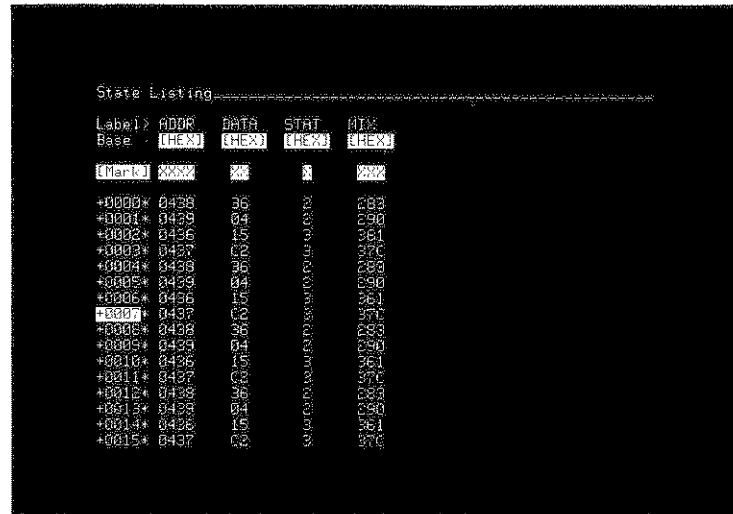 State Listing
Label> ADDR DATA STAT MIX
Base [HEX] [HEX] [HEX] [HEX]
[Mark] XXXX XX X XXX
+0000* 0438 36 2 283
+0001* 0439 04 2 290
+0002* 0436 15 3 361
+0003* 0437 C2 3 37C
+0004* 0438 36 2 283
+0005* 0439 04 2 290
+0006* 0436 15 3 361
+0007* 0437 C2 3 37C
+0008* 0438 36 2 283
+0009* 0439 04 2 290
+0010* 0436 15 3 361
+0011* 0437 C2 3 37C
+0012* 0438 36 2 283
+0013* 0439 04 2 290
+0014* 0436 15 3 361
+0015* 0437 C2 3 37C